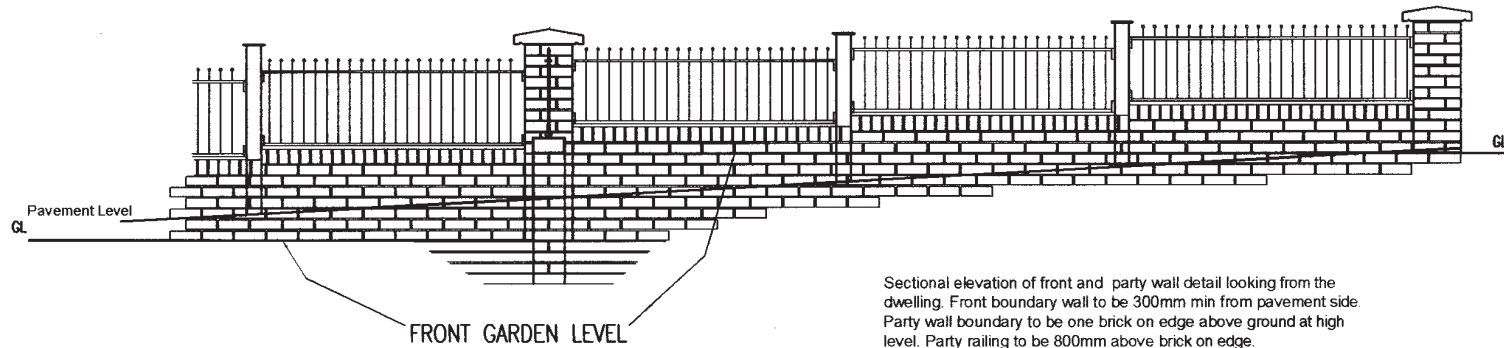 GL
Pavement Level
GL
FRONT GARDEN LEVEL
Sectional elevation of front and party wall detail looking from the
dwelling. Front boundary wall to be 300mm min from pavement side.
Party wall boundary to be one brick on edge above ground at high
level. Party railing to be 800mm above brick on edge.